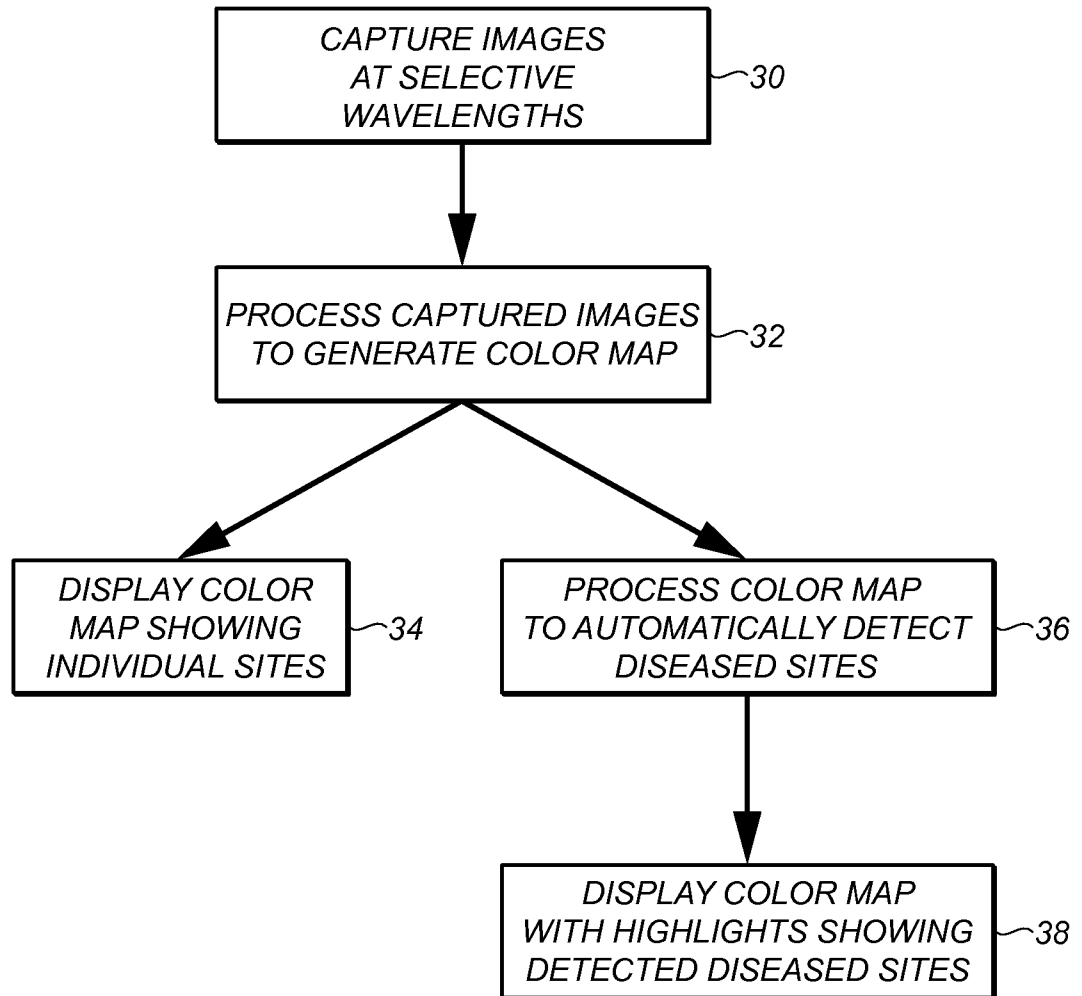 CAPTURE IMAGES
AT SELECTIVE
WAVELENGTHS
30
PROCESS CAPTURED IMAGES
TO GENERATE COLOR MAP
32
DISPLAY COLOR
MAP SHOWING
INDIVIDUAL SITES
34
PROCESS COLOR MAP
TO AUTOMATICALLY DETECT
DISEASED SITES
36
DISPLAY COLOR MAP
WITH HIGHLIGHTS SHOWING
DETECTED DISEASED SITES
38